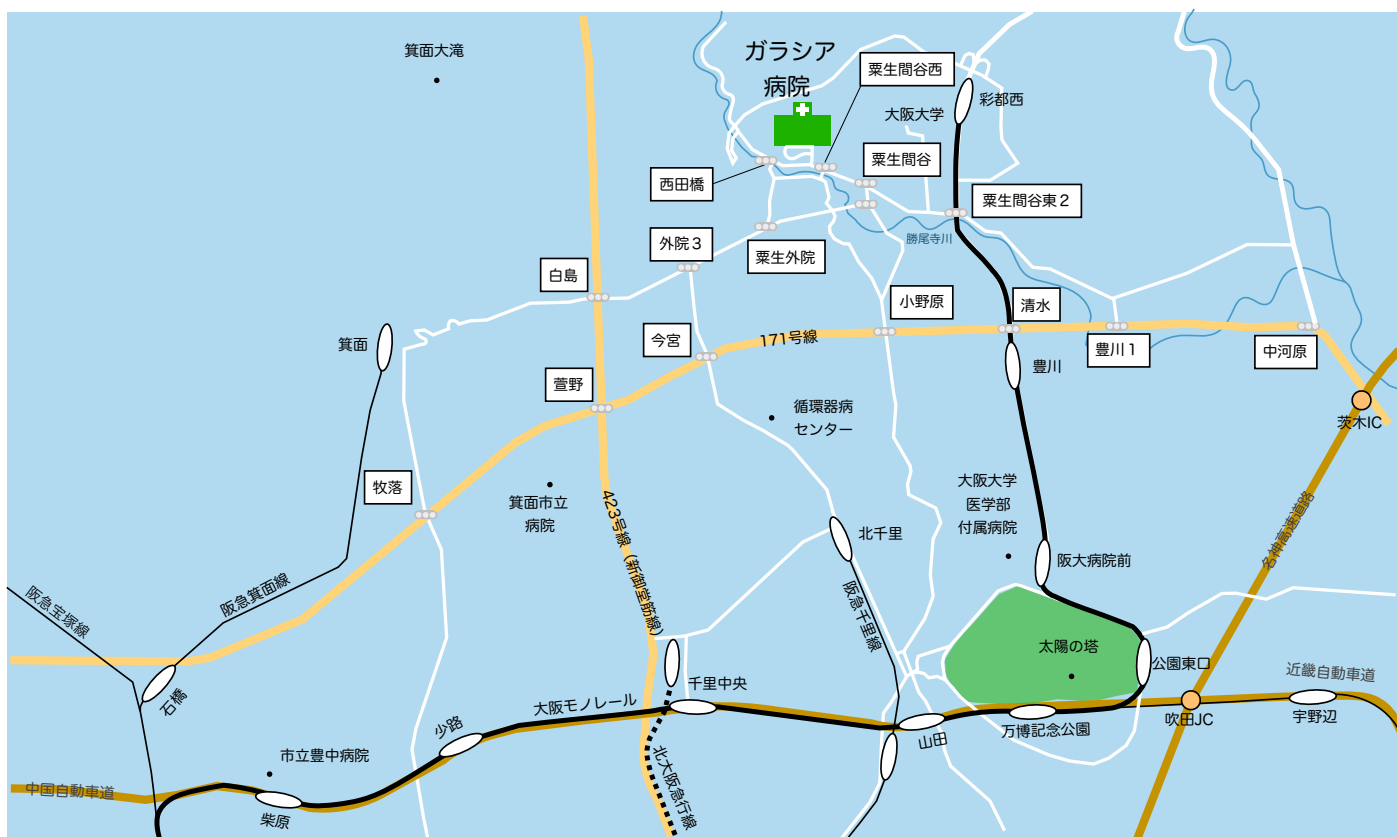 箕面大滝
ガラシア
病院
粟生間谷西
彩都西
大阪大学
粟生間谷
西田橋
粟生間谷東２
勝尾寺川
外院３
粟生外院
白島
小野原
清水
箕面
今宮
171号線
豊川１
中河原
豊川
萱野
循環器病
センター
茨木IC
牧落
箕面市立
病院
423号線（新御堂筋線）
大阪大学
医学部
付属病院
名神高速道路
北千里
阪大病院前
阪急宝塚線
阪急箕面線
阪急千里線
太陽の塔
公園東口
近畿自動車道
石橋
千里中央
大阪モノレール
少路
山田
万博記念公園
吹田JC
宇野辺
市立豊中病院
北大阪急行線
中国自動車道
柴原